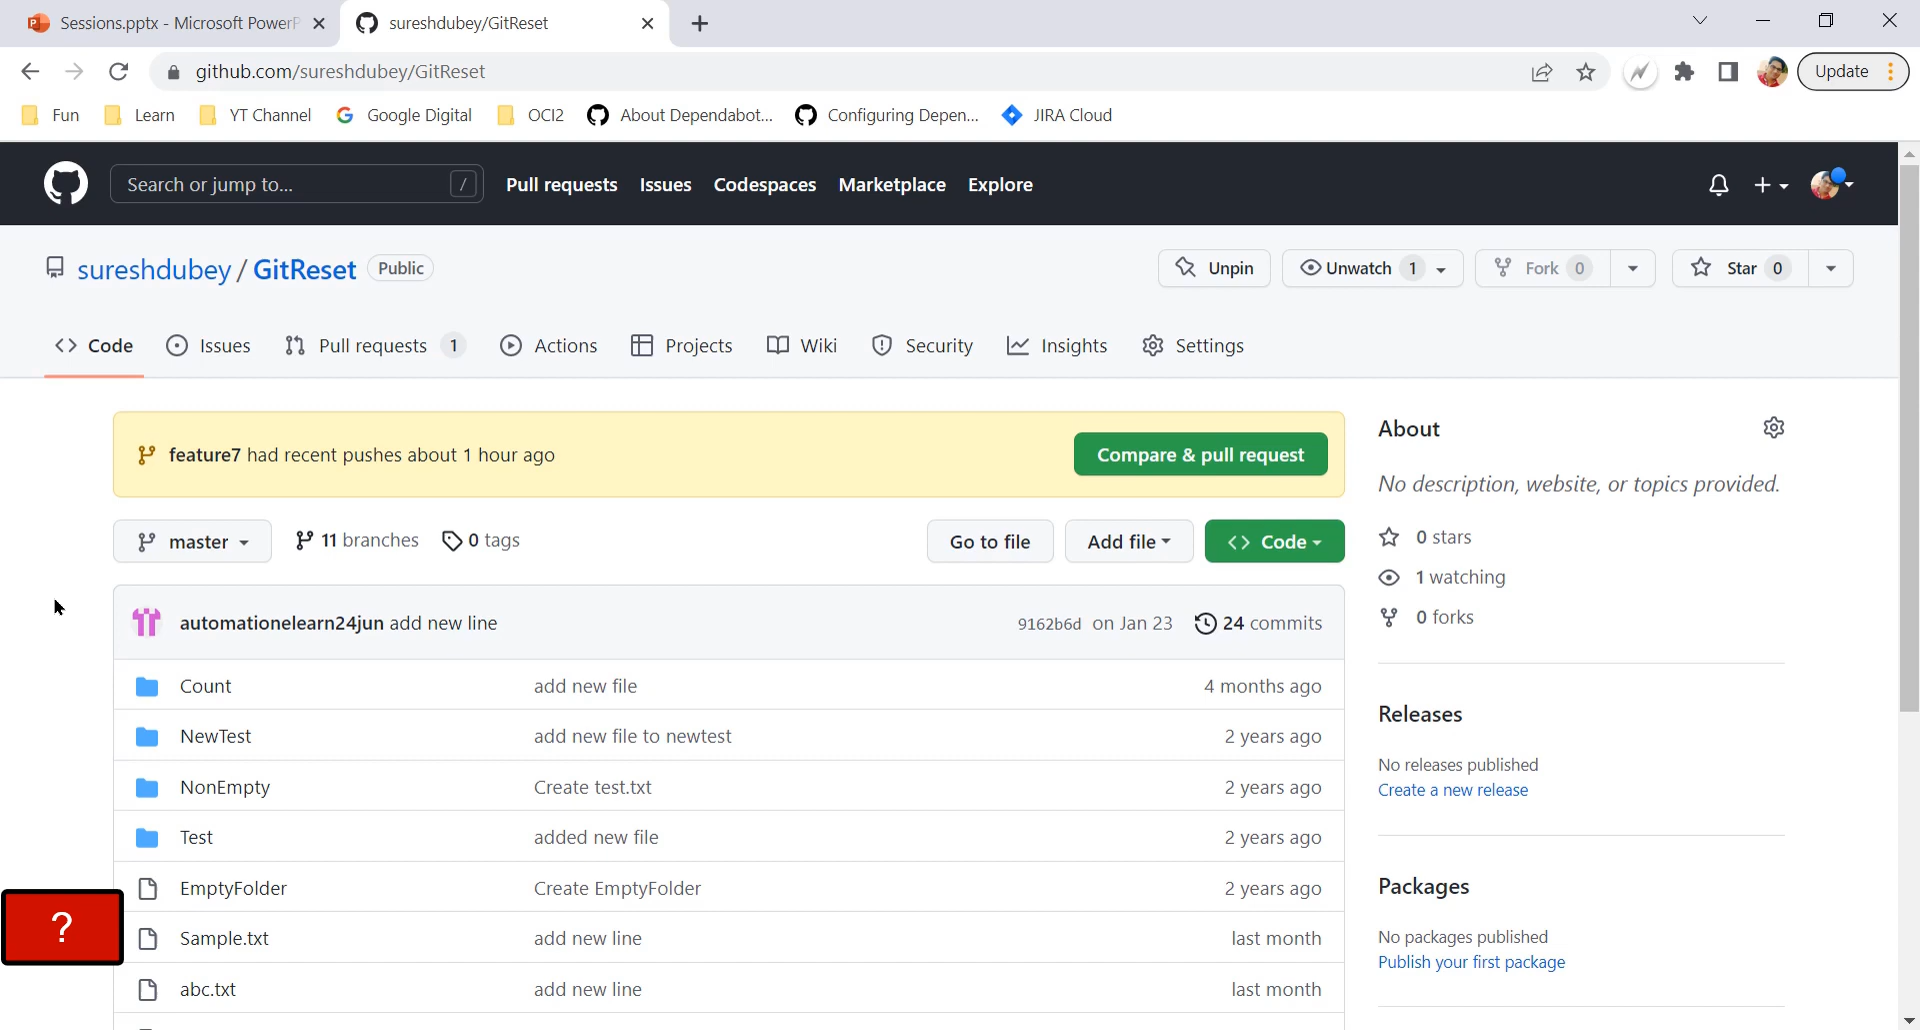 Sessions.pptx - Microsoft PowerP
sureshdubey/GitReset
github.com/sureshdubey/GitReset
Update
Fun
Learn
YT Channel
Google Digital
OCI2
About Dependabot...
Configuring Depen...
JIRA Cloud
Search or jump to...
/
Pull requests
Issues
Codespaces
Marketplace
Explore
sureshdubey / GitReset
Public
Unpin
Unwatch 1
Fork 0
Star 0
Code
Issues
Pull requests 1
Actions
Projects
Wiki
Security
Insights
Settings
feature7 had recent pushes about 1 hour ago
Compare & pull request
master
11 branches
0 tags
Go to file
Add file
Code
automationelearn24jun add new line
9162b6d on Jan 23
24 commits
Count add new file 4 months ago
NewTest add new file to newtest 2 years ago
NonEmpty Create test.txt 2 years ago
Test added new file 2 years ago
EmptyFolder Create EmptyFolder 2 years ago
Sample.txt add new line last month
abc.txt add new line last month
?
About
No description, website, or topics provided.
0 stars
1 watching
0 forks
Releases
No releases published
Create a new release
Packages
No packages published
Publish your first package